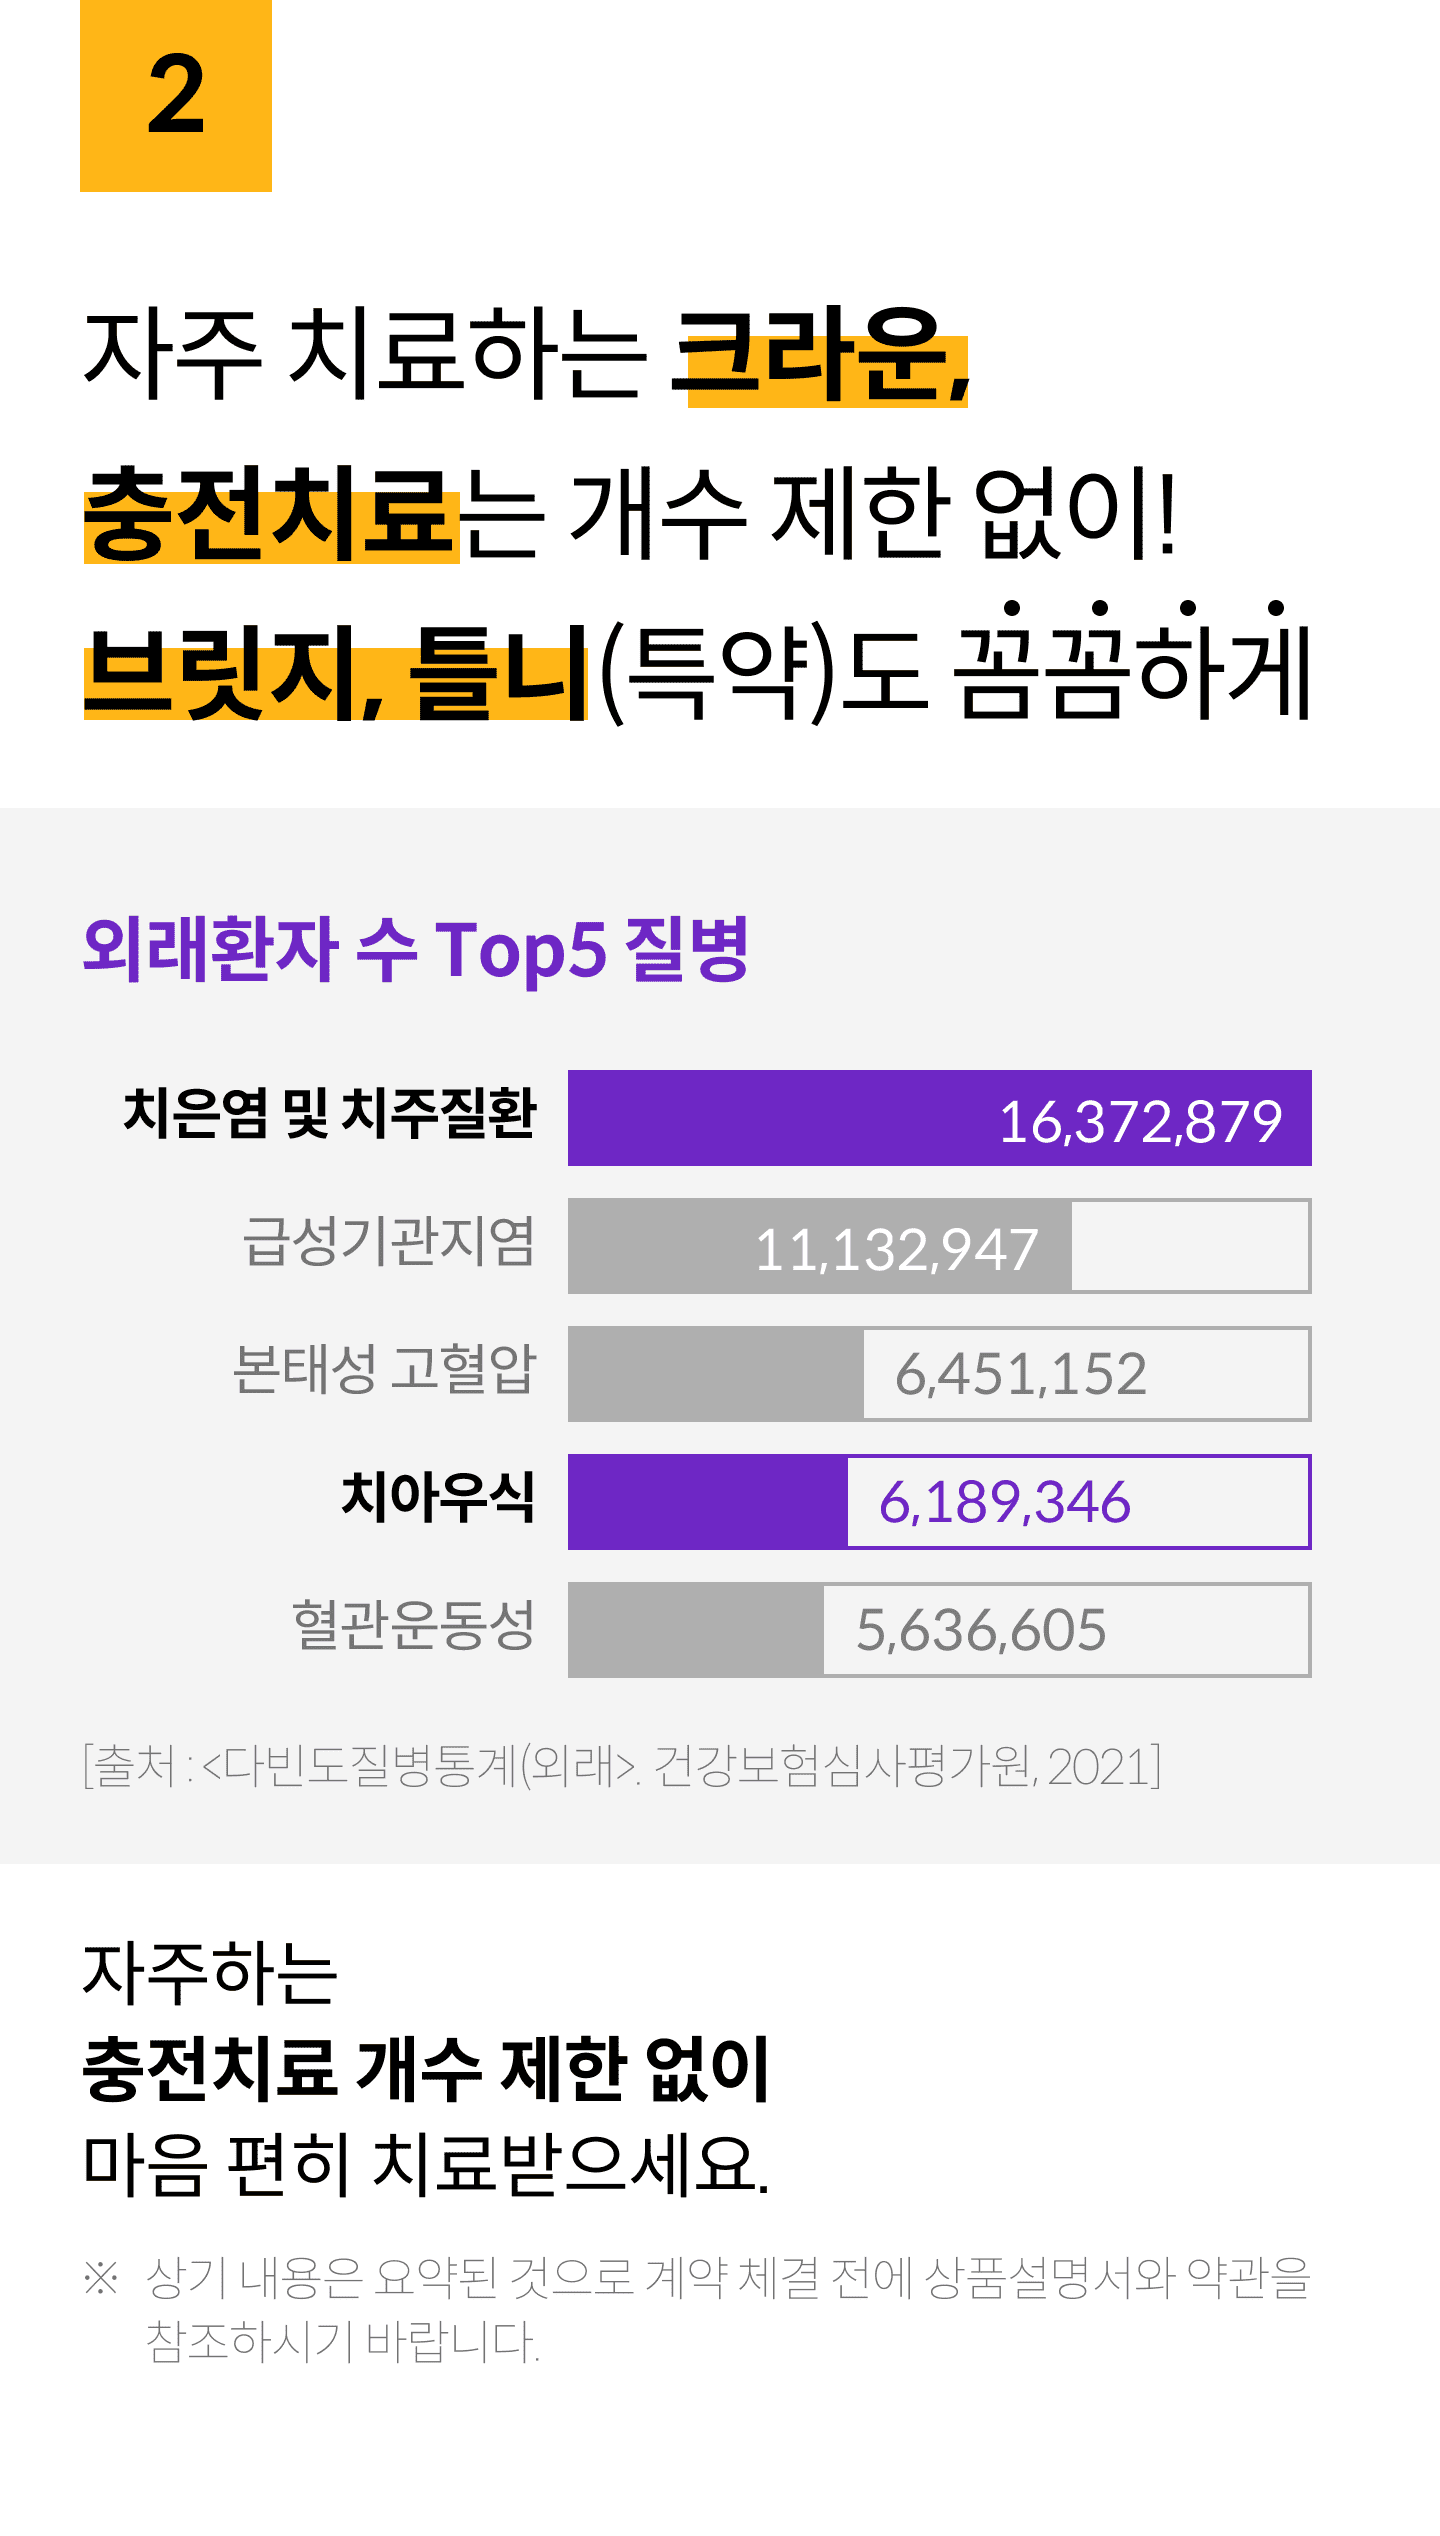 2
자주 치료하는 크라운,
충전치료는 개수 제한 없이!
브릿지, 틀니(특약)도 꼼꼼하게
외래환자 수 Top5 질병
치은염 및 치주질환 16,372,879
급성기관지염 11,132,947
본태성 고혈압 6,451,152
치아우식 6,189,346
혈관운동성 5,636,605
[출처 : <다빈도질병통계(외래>. 건강보험심사평가원, 2021]
자주하는
충전치료 개수 제한 없이
마음 편히 치료받으세요.
※ 상기 내용은 요약된 것으로 계약 체결 전에 상품설명서와 약관을
참조하시기 바랍니다.